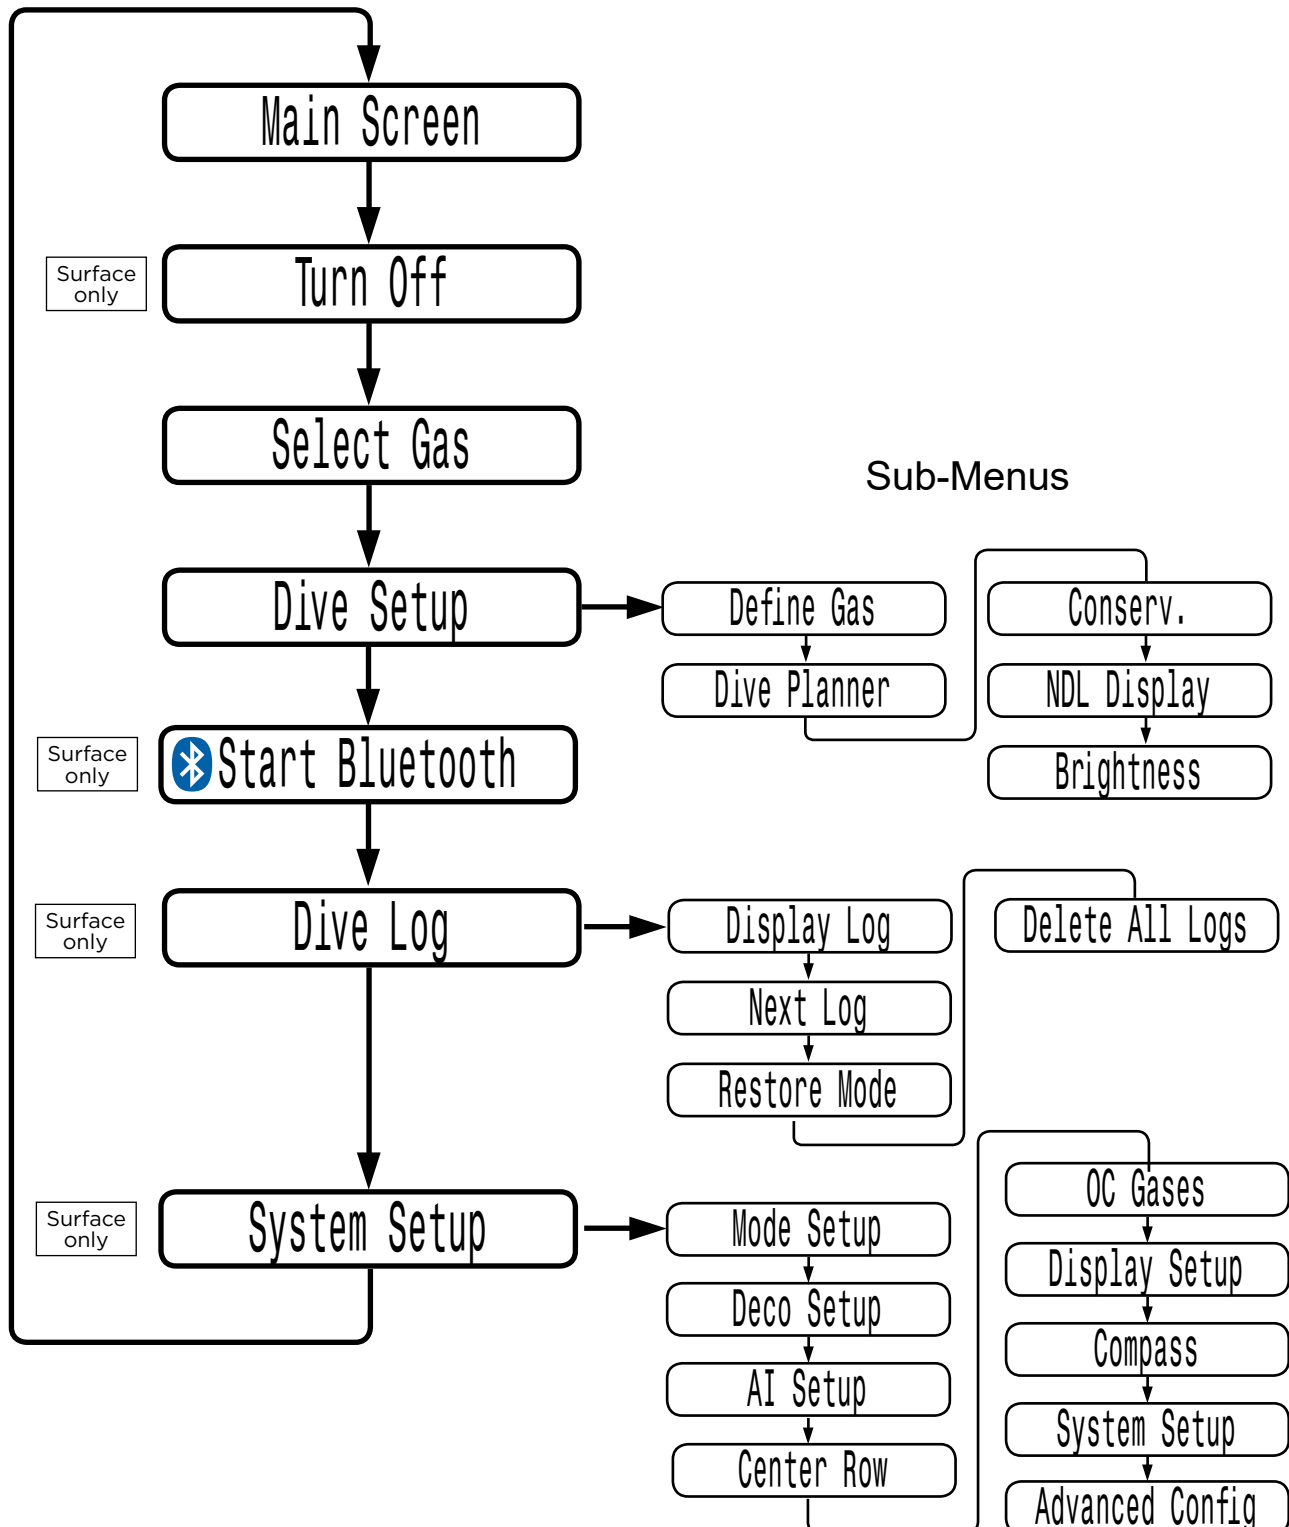 Main Screen
Surface
only
Turn Off
Select Gas
Sub-Menus
Dive Setup
Define Gas
Dive Planner
Conserv.
NDL Display
Brightness
Surface
only
Start Bluetooth
Surface
only
Dive Log
Display Log
Next Log
Restore Mode
Delete All Logs
Surface
only
System Setup
Mode Setup
Deco Setup
AI Setup
Center Row
OC Gases
Display Setup
Compass
System Setup
Advanced Config